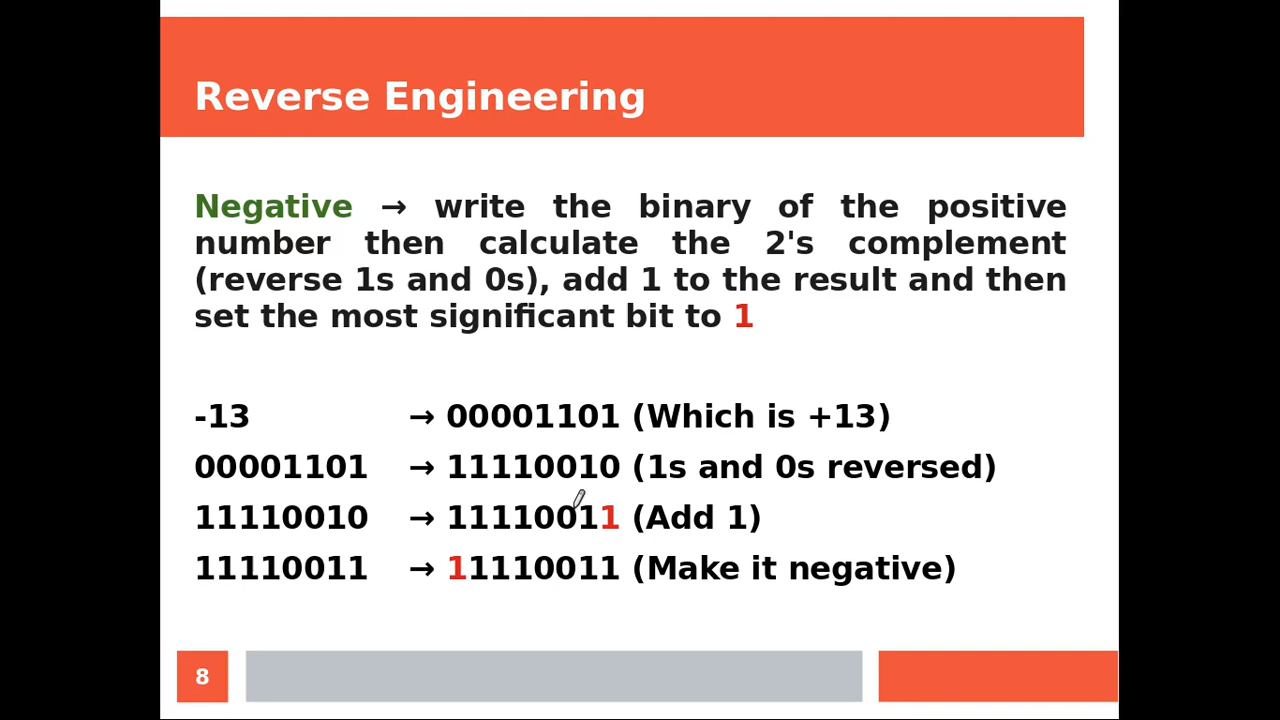 Reverse Engineering
Negative → write the binary of the positive
number then calculate the 2's complement
(reverse 1s and 0s), add 1 to the result and then
set the most significant bit to 1
-13 → 00001101 (Which is +13)
00001101 → 11110010 (1s and 0s reversed)
11110010 → 11110011 (Add 1)
11110011 → 11110011 (Make it negative)
8